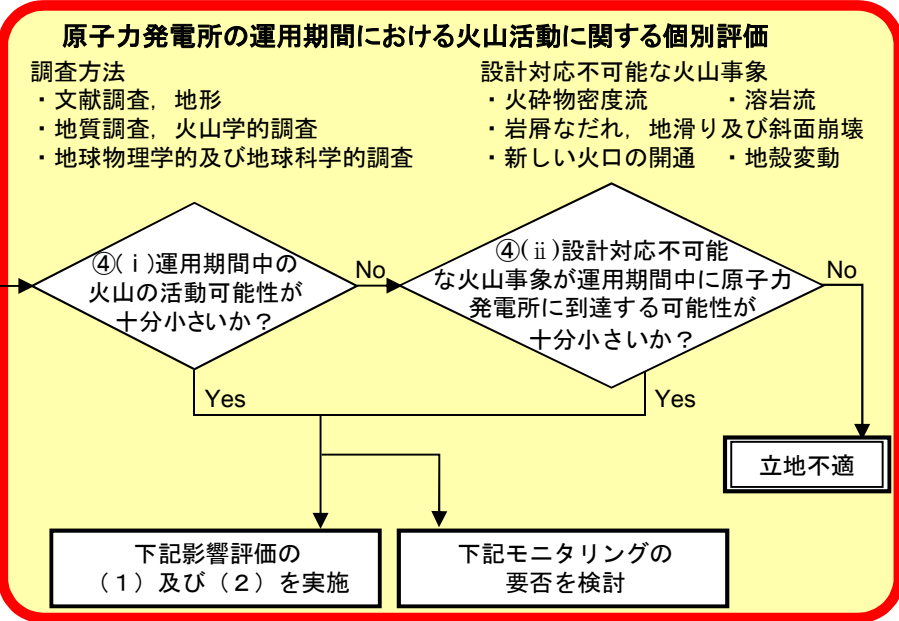 原子力発電所の運用期間における火山活動に関する個別評価
調査方法
・文献調査，地形
・地質調査，火山学的調査
・地球物理学的及び地球科学的調査
設計対応不可能な火山事象
・火砕物密度流　・溶岩流
・岩屑なだれ，地滑り及び斜面崩壊
・新しい火口の開通　・地殻変動
④(ⅰ)運用期間中の
火山の活動可能性が
十分小さいか？
No
④(ⅱ)設計対応不可能
な火山事象が運用期間中に原子力
発電所に到達する可能性が
十分小さいか？
No
Yes
Yes
立地不適
下記影響評価の
（１）及び（２）を実施
下記モニタリングの
要否を検討